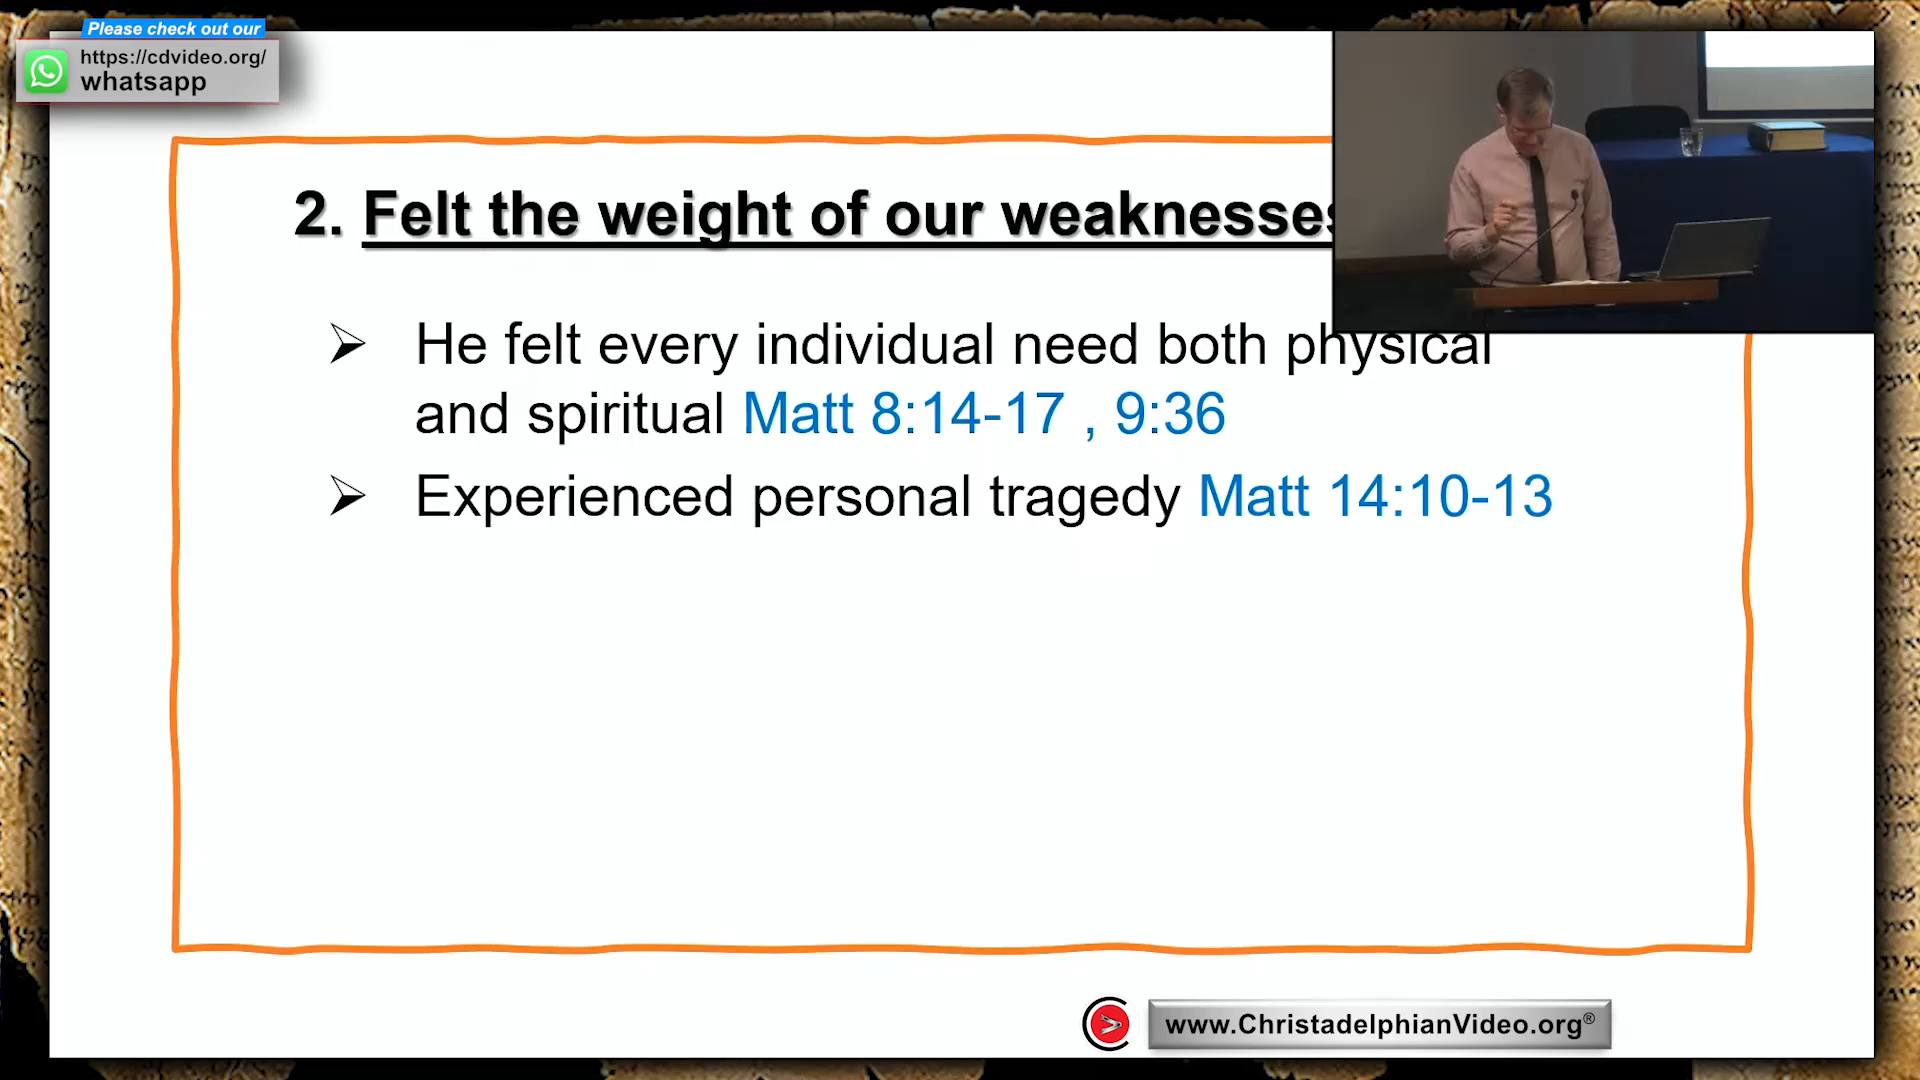 Please check out our
https://cdvideo.org/
whatsapp
2. Felt the weight of our weaknesses
He felt every individual need both physical
and spiritual Matt 8:14-17 , 9:36
Experienced personal tragedy Matt 14:10-13
www.ChristadelphianVideo.org®